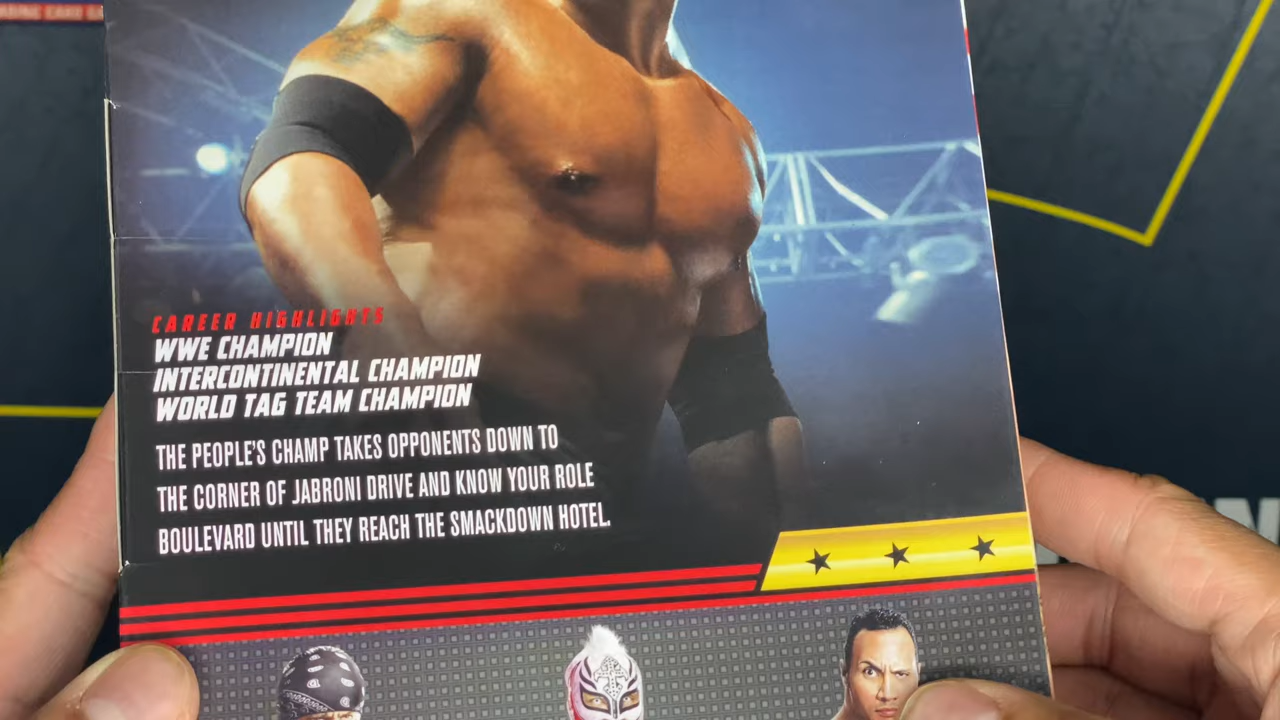 CAREER HIGHLIGHTS
WWE CHAMPION
INTERCONTINENTAL CHAMPION
WORLD TAG TEAM CHAMPION
THE PEOPLE'S CHAMP TAKES OPPONENTS DOWN TO
THE CORNER OF JABRONI DRIVE AND KNOW YOUR ROLE
BOULEVARD UNTIL THEY REACH THE SMACKDOWN HOTEL.